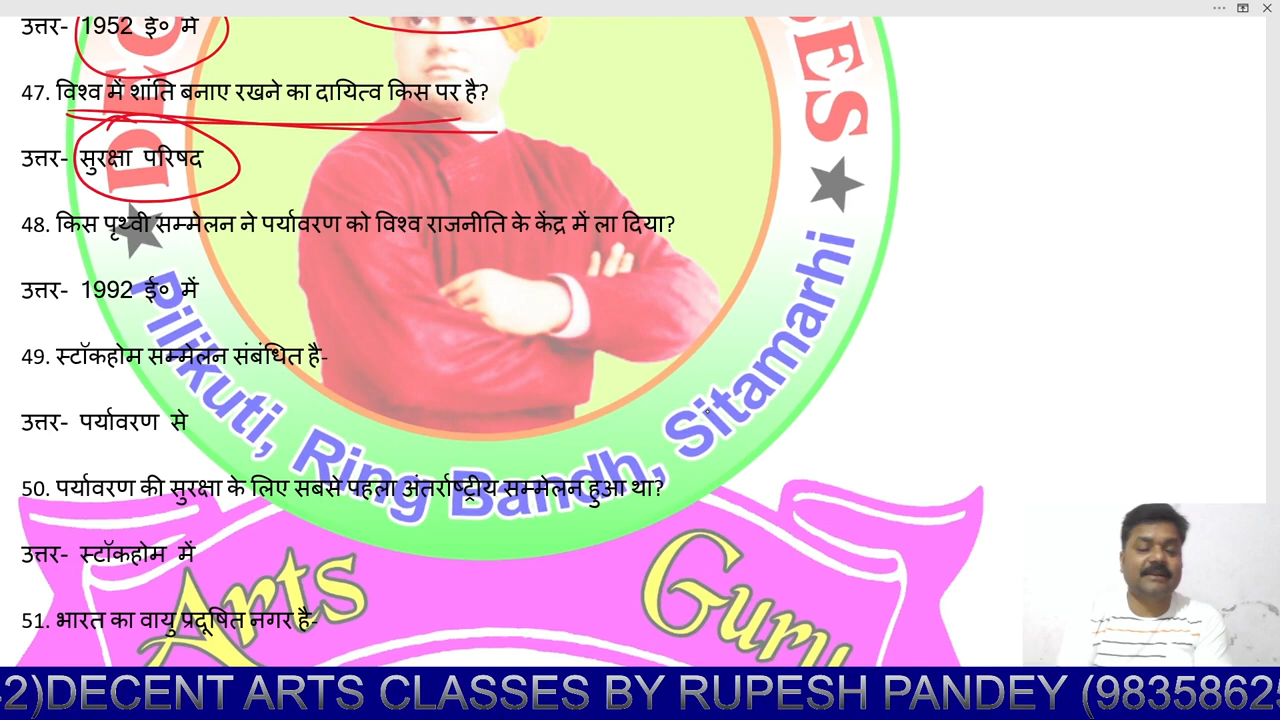 उत्तर- 1952 ई० में
47. विश्व में शांति बनाए रखने का दायित्व किस पर है?
उत्तर- सुरक्षा परिषद
48. किस पृथ्वी सम्मेलन ने पर्यावरण को विश्व राजनीति के केंद्र में ला दिया?
उत्तर- 1992 ई० में
49. स्टॉकहोम सम्मेलन संबंधित है-
उत्तर- पर्यावरण से
50. पर्यावरण की सुरक्षा के लिए सबसे पहला अंतर्राष्ट्रीय सम्मेलन हुआ था?
उत्तर- स्टॉकहोम में
51. भारत का वायु प्रदूषित नगर है-
Pilikuti, Ring Bandh, Sitamarhi
Arts Guru
-2)DECENT ARTS CLASSES BY RUPESH PANDEY (9835862